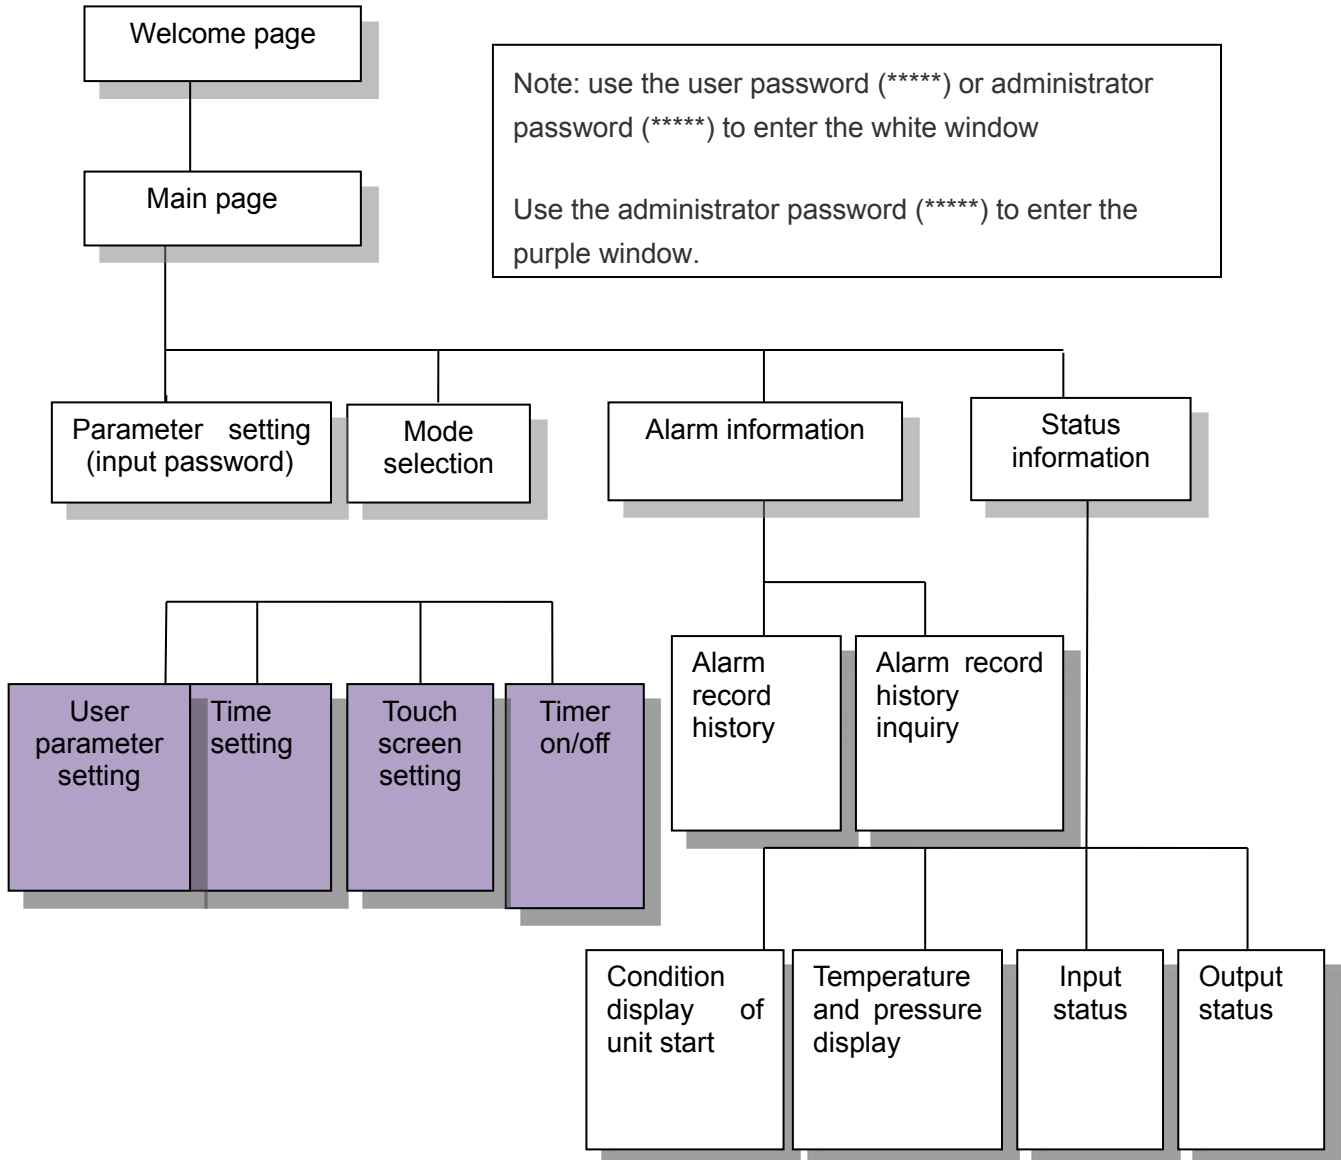 Welcome page
Note: use the user password (*****) or administrator
password (*****) to enter the white window
Use the administrator password (*****) to enter the
purple window.
Main page
Parameter setting
(input password)
Mode
selection
Alarm information
Status
information
User
parameter
setting
Time
setting
Touch
screen
setting
Timer
on/off
Alarm
record
history
Alarm record
history
inquiry
Condition
display of
unit start
Temperature
and pressure
display
Input
status
Output
status